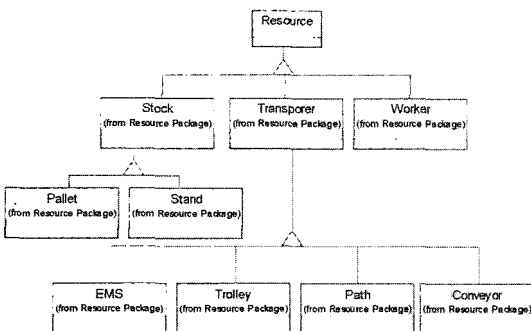 Resource
Stock
(from Resource Package)
Transporer
(from Resource Package)
Worker
(from Resource Package)
Pallet
(from Resource Package)
Stand
(from Resource Package)
EMS
(from Resource Package)
Trolley
(from Resource Package)
Path
(from Resource Package)
Conveyor
(from Resource Package)